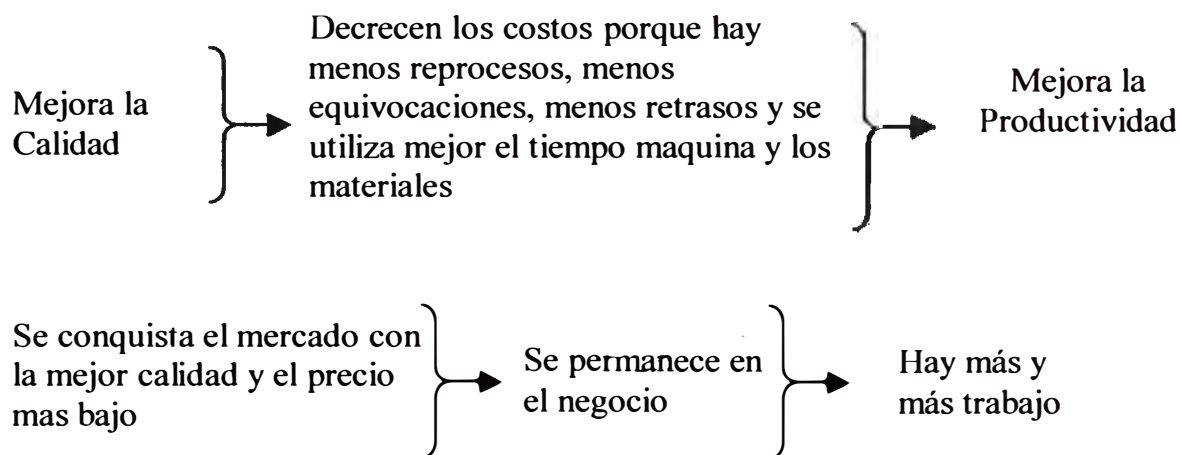 Mejora la
Calidad
Decrecen los costos porque hay
menos reprocesos, menos
equivocaciones, menos retrasos y se
utiliza mejor el tiempo maquina y los
materiales
Mejora la
Productividad
Se conquista el mercado con
la mejor calidad y el precio
mas bajo
Se permanece en
el negocio
Hay más y
más trabajo